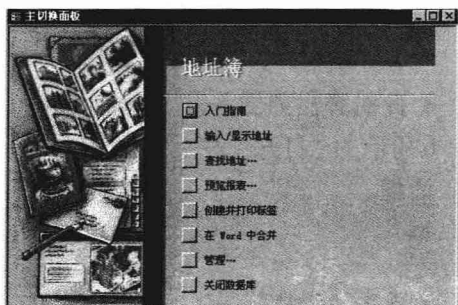 主切换面板
地址簿
入门指南
输入/显示地址
查找地址…
预览报表…
创建并打印标签
在 Word 中合并
管理…
关闭数据库